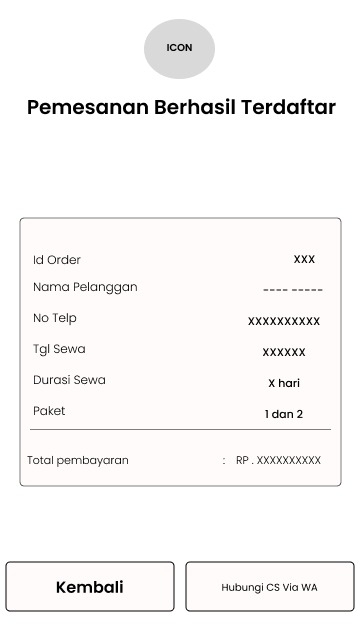 ICON
Pemesanan Berhasil Terdaftar
Id Order XXX
Nama Pelanggan ---- -----
No Telp XXXXXXXXXX
Tgl Sewa XXXXXX
Durasi Sewa X hari
Paket 1 dan 2
Total pembayaran : RP . XXXXXXXXXX
Kembali Hubungi CS Via WA